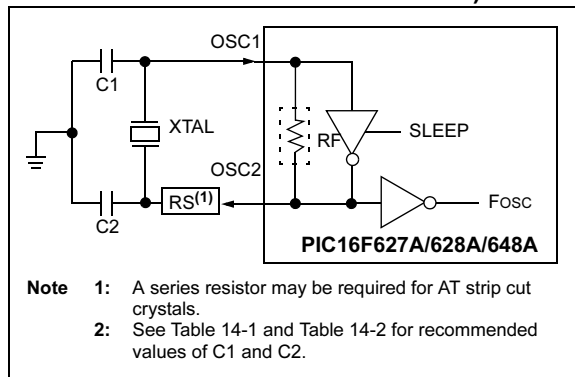 OSC1
C1
XTAL
RF
SLEEP
OSC2
RS(1)
C2
FOSC
PIC16F627A/628A/648A
Note 1: A series resistor may be required for AT strip cut
crystals.
2: See Table 14-1 and Table 14-2 for recommended
values of C1 and C2.